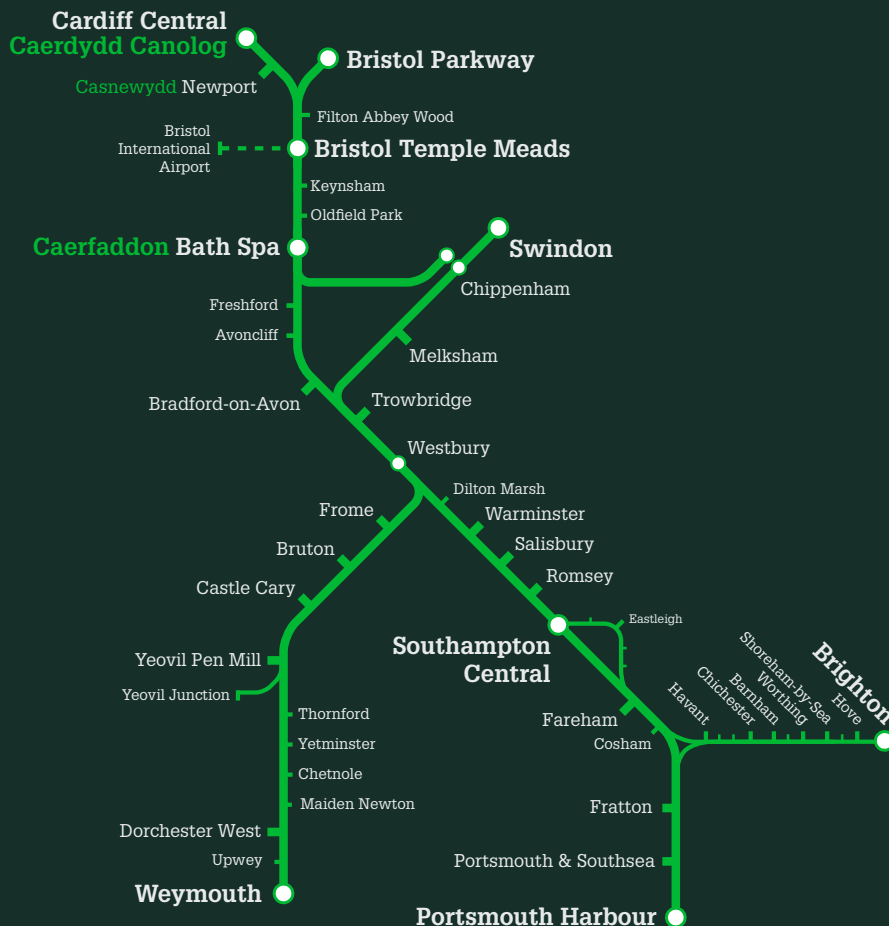 Cardiff Central
Caerdydd Canolog
Casnewydd Newport
Bristol Parkway
Filton Abbey Wood
Bristol
International
Airport
Bristol Temple Meads
Keynsham
Oldfield Park
Caerfaddon Bath Spa
Swindon
Chippenham
Freshford
Avoncliff
Melksham
Bradford-on-Avon
Trowbridge
Westbury
Dilton Marsh
Frome
Warminster
Bruton
Salisbury
Castle Cary
Romsey
Eastleigh
Southampton
Central
Yeovil Pen Mill
Yeovil Junction
Thornford
Yetminster
Chetnole
Maiden Newton
Dorchester West
Upwey
Weymouth
Fareham
Cosham
Havant
Chichester
Barnham
Worthing
Shoreham-by-Sea
Hove
Brighton
Fratton
Portsmouth & Southsea
Portsmouth Harbour